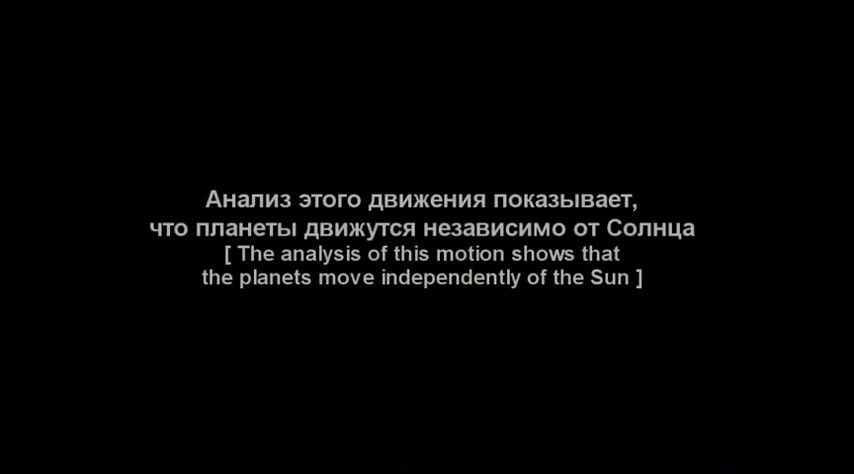 Анализ этого движения показывает,
что планеты движутся независимо от Солнца
[ The analysis of this motion shows that
the planets move independently of the Sun ]